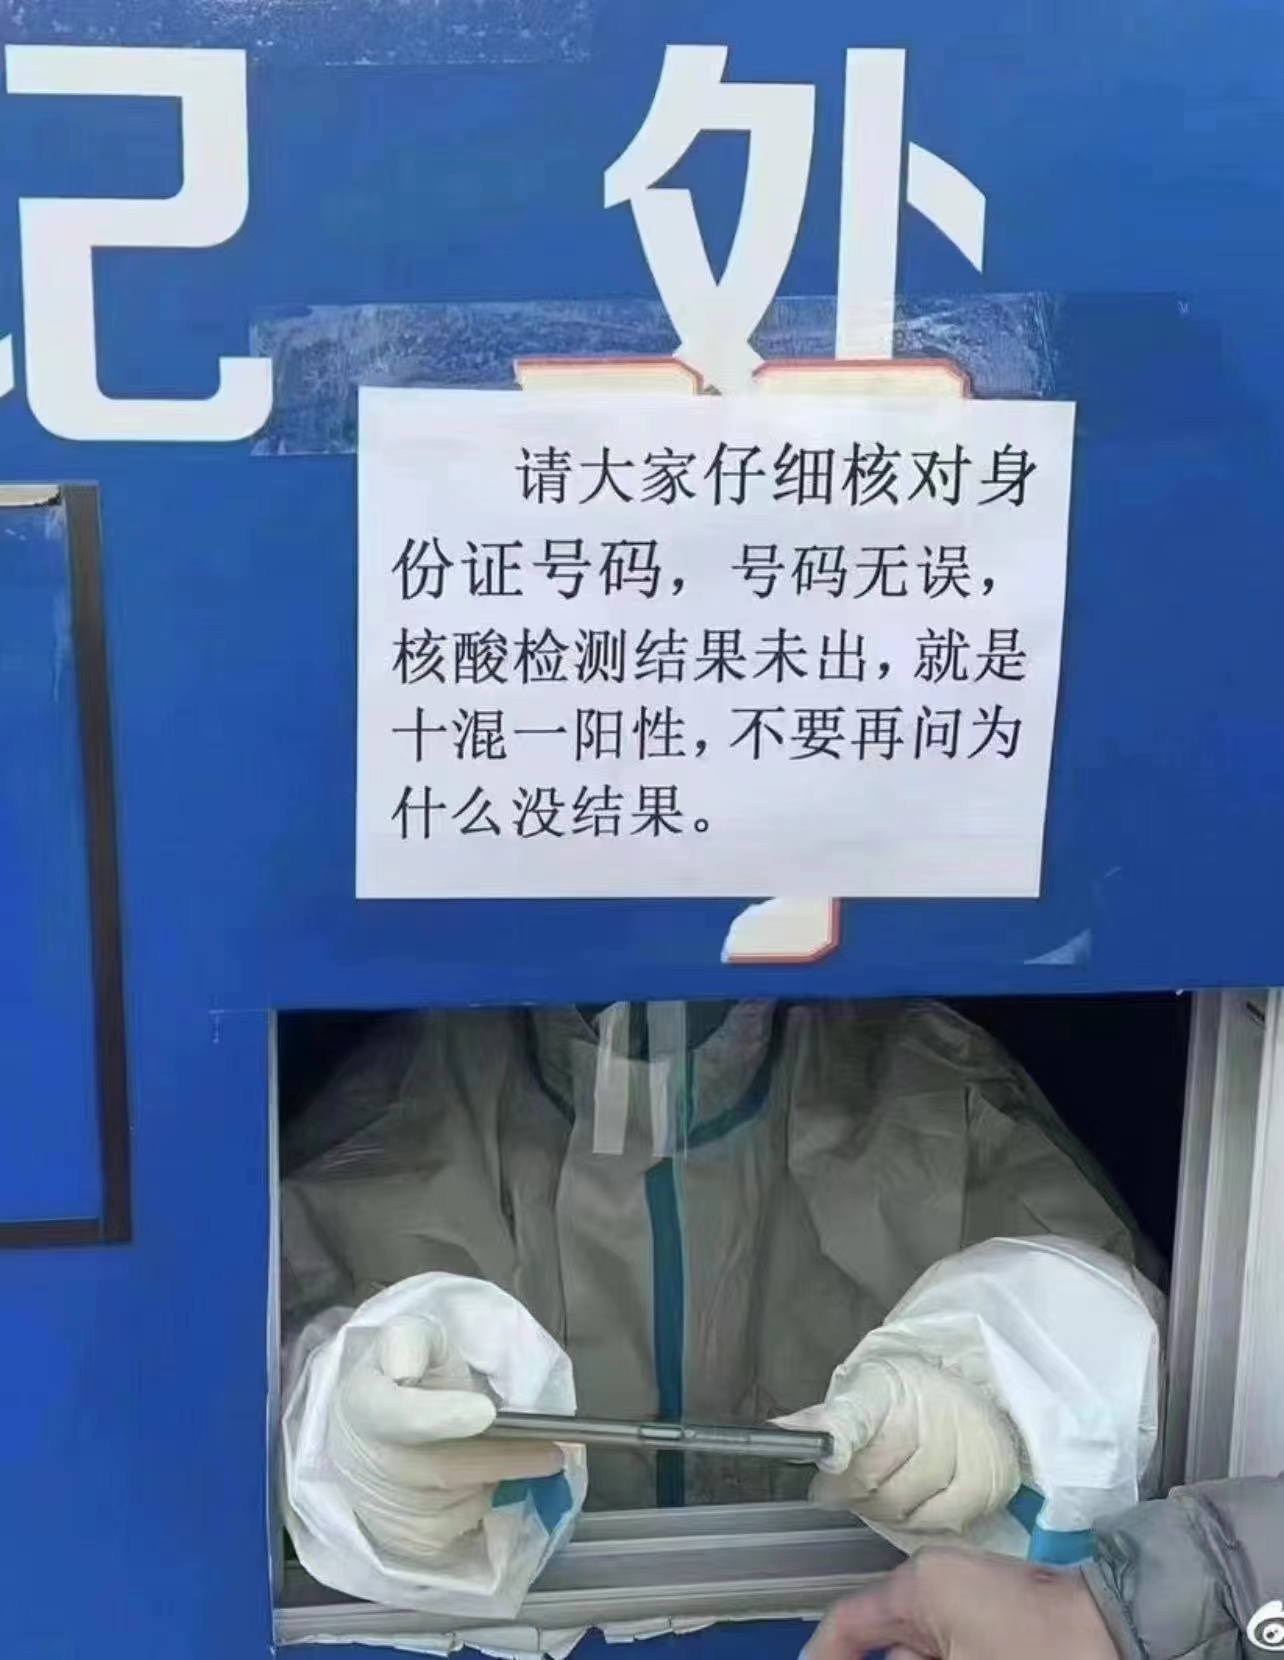 记处
请大家仔细核对身
份证号码，号码无误，
核酸检测结果未出，就是
十混一阳性，不要再问为
什么没结果。